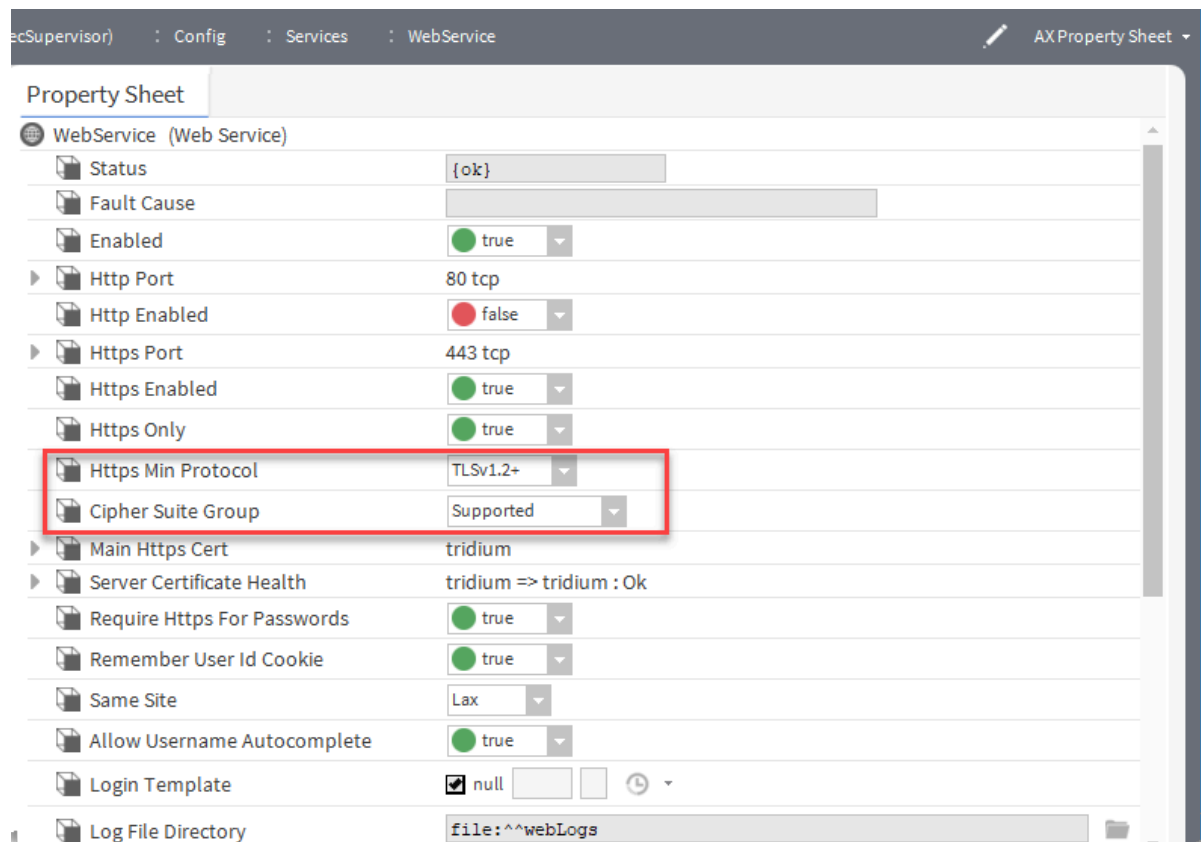 ecSupervisor) : Config : Services : WebService AX Property Sheet
Property Sheet
WebService (Web Service)
Status {ok}
Fault Cause
Enabled true
Http Port 80 tcp
Http Enabled false
Https Port 443 tcp
Https Enabled true
Https Only true
Https Min Protocol TLSv1.2+
Cipher Suite Group Supported
Main Https Cert tridium
Server Certificate Health tridium => tridium : Ok
Require Https For Passwords true
Remember User Id Cookie true
Same Site Lax
Allow Username Autocomplete true
Login Template null
Log File Directory file:^^webLogs